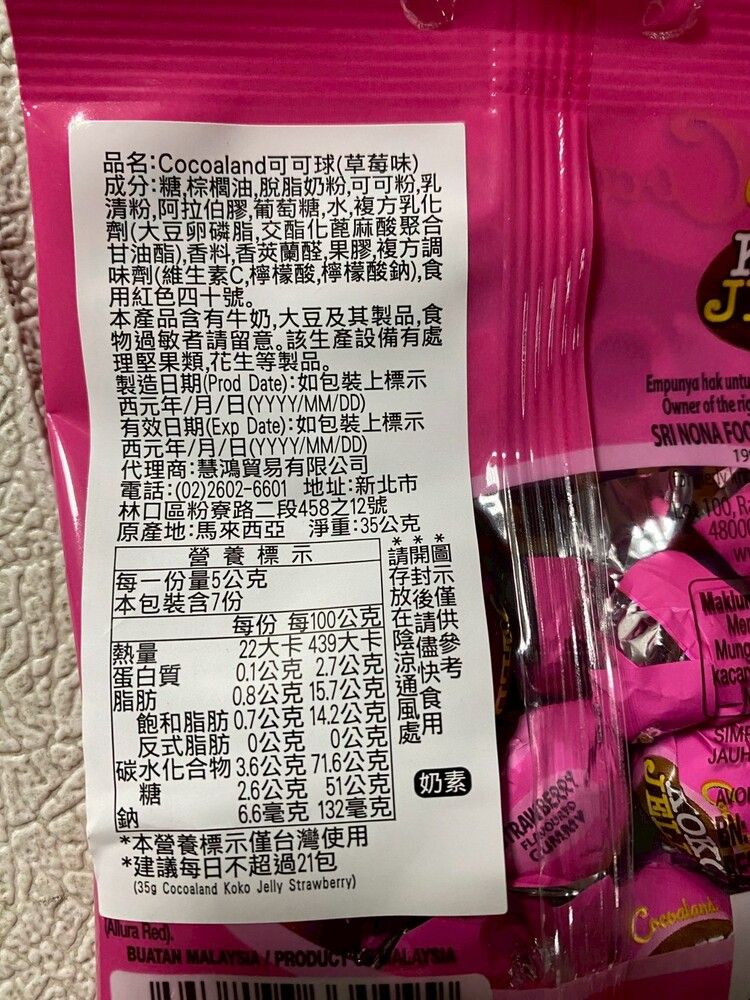 品名:Cocoaland可可球(草莓味)
成分:糖,棕櫚油,脫脂奶粉,可可粉,乳
清粉,阿拉伯膠,葡萄糖,水,複方乳化
劑(大豆卵磷脂,交酯化蓖麻酸聚合
甘油酯),香料,香莢蘭醛,果膠,複方調
味劑(維生素C,檸檬酸,檸檬酸鈉),食
用紅色四十號。
本產品含有牛奶,大豆及其製品,食
物過敏者請留意。該生產設備有處
理堅果類,花生等製品。
製造日期(Prod Date):如包裝上標示
西元年/月/日(YYYY/MM/DD)
有效日期(Exp Date):如包裝上標示
西元年/月/日(YYYY/MM/DD)
代理商:慧鴻貿易有限公司
電話:(02)2602-6601 地址:新北市
林口區粉寮路二段458之12號
原產地:馬來西亞 淨重:35公克
營養標示
每一份量5公克
本包裝含7份
每份 每100公克
熱量 22大卡 439大卡
蛋白質 0.1公克 2.7公克
脂肪 0.8公克 15.7公克
飽和脂肪 0.7公克 14.2公克
反式脂肪 0公克 0公克
碳水化合物 3.6公克 71.6公克
糖 2.6公克 51公克
鈉 6.6毫克 132毫克
*圖示僅供參考
*開封後請儘快食用
*請存放在陰涼通風處
奶素
*本營養標示僅台灣使用
*建議每日不超過21包
(35g Cocoaland Koko Jelly Strawberry)
(Allura Red).
BUATAN MALAYSIA / PRODUCT OF MALAYSIA
Empunya hak untu
Owner of the rig
SRI NONA FOO
100, R
4800
Maklu
Mung
kacan
SIMP
JAUH
STRAWBERRY
FLAVOURED
GUMMY
KOKO
JEL
Cocoaland